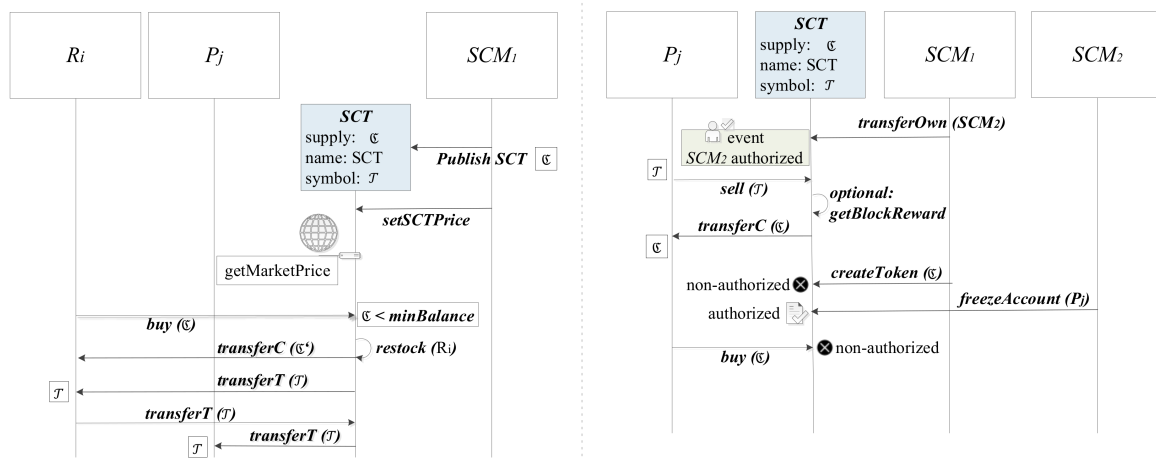 Ri
Pj
SCM1
SCT
supply: ℭ
name: SCT
symbol: 𝒯
Publish SCT ℭ
setSCTPrice
getMarketPrice
buy (ℭ)
ℭ < minBalance
transferC (ℭ‘)
restock (Ri)
transferT (𝒯)
𝒯
transferT (𝒯)
transferT (𝒯)
𝒯
Pj
SCT
supply: ℭ
name: SCT
symbol: 𝒯
SCM1
SCM2
transferOwn (SCM2)
event
SCM2 authorized
𝒯
sell (𝒯)
optional:
getBlockReward
transferC (ℭ)
ℭ
createToken (ℭ)
non-authorized
freezeAccount (Pj)
authorized
buy (ℭ)
non-authorized